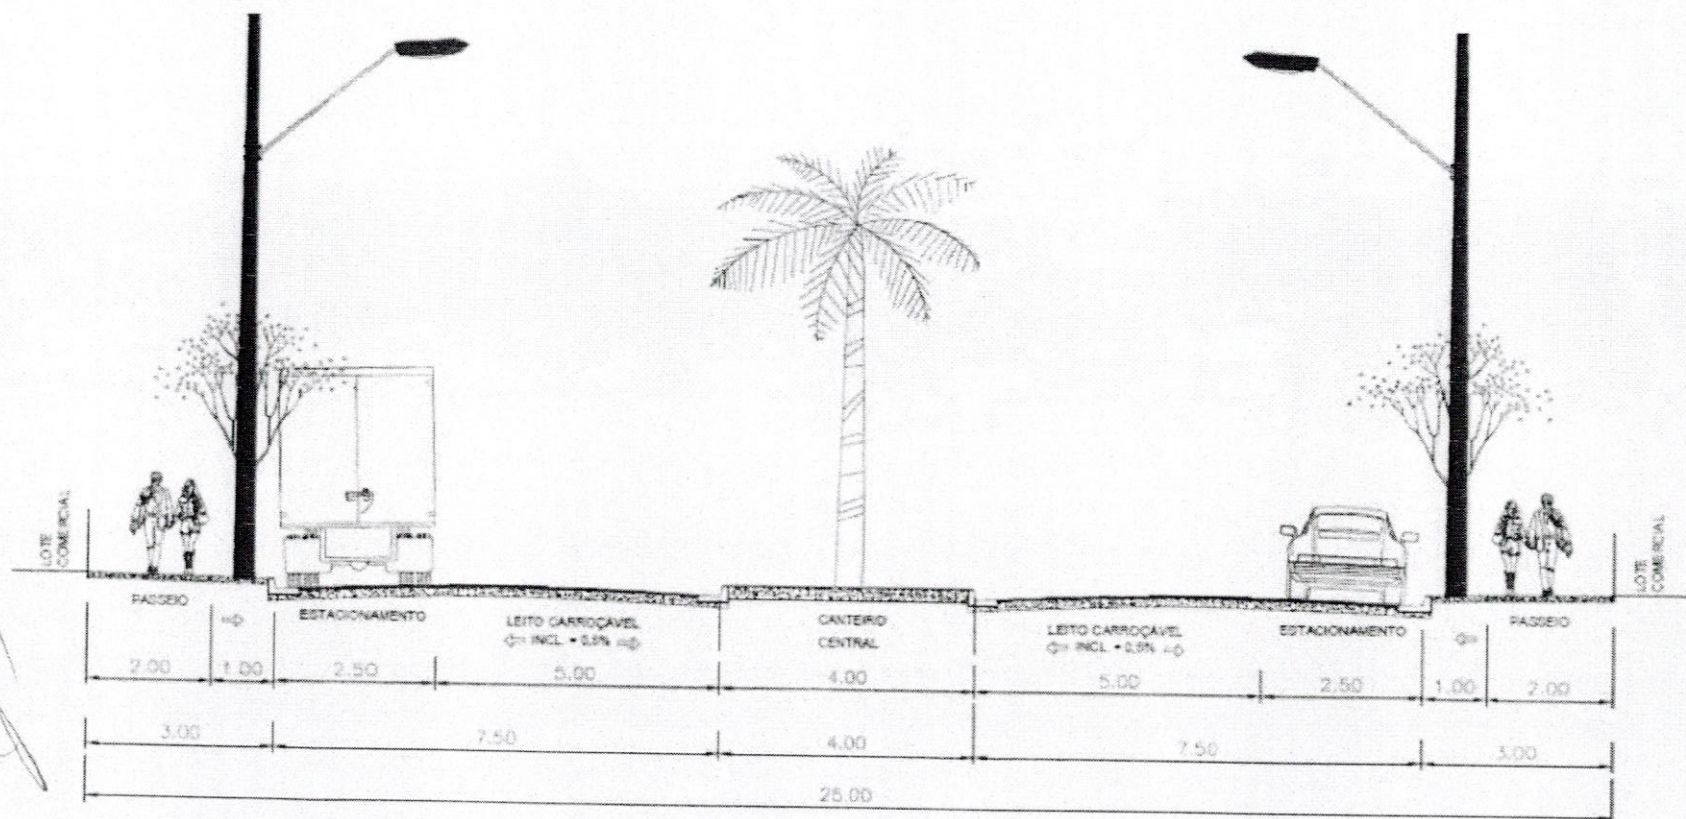 LOTE
COMERCIAL
PASSEIO
ESTACIONAMENTO
LEITO CARROÇÁVEL
INCL. = 0,5%
CANTEIRO
CENTRAL
LEITO CARROÇÁVEL
INCL. = 0,5%
ESTACIONAMENTO
PASSEIO
LOTE
COMERCIAL
2.00 1.00 2.50 5.00 4.00 5.00 2.50 1.00 2.00
3.00 7.50 4.00 7.50 3.00
25.00